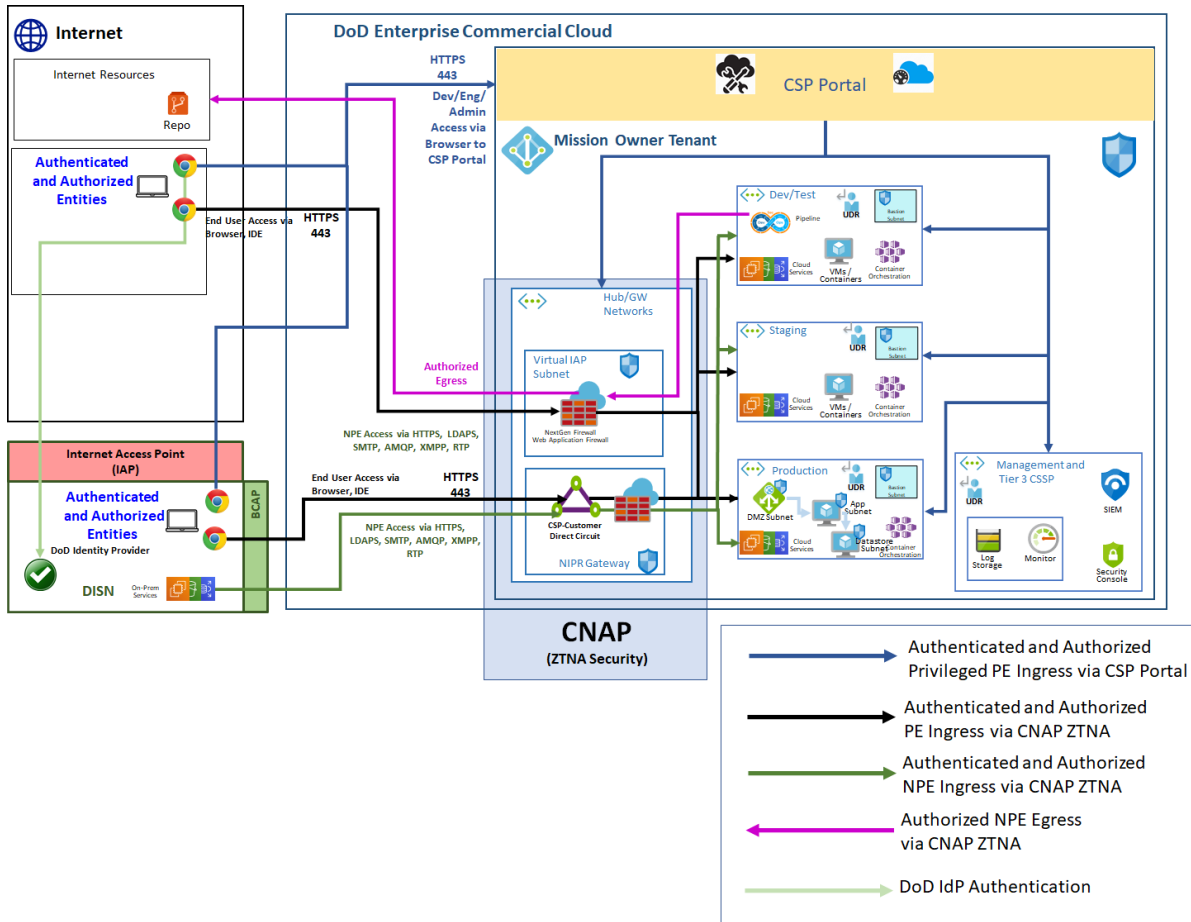 Internet
Internet Resources
Repo
Authenticated
and Authorized
Entities
End User Access via
Browser, IDE
HTTPS
443
Internet Access Point
(IAP)
Authenticated
and Authorized
Entities
DoD Identity Provider
DISN
On-Prem
Services
BCAP
DoD Enterprise Commercial Cloud
HTTPS
443
Dev/Eng/
Admin
Access via
Browser to
CSP Portal
CSP Portal
Mission Owner Tenant
Authorized
Egress
NPE Access via HTTPS, LDAPS,
SMTP, AMQP, XMPP, RTP
End User Access via
Browser, IDE
HTTPS
443
NPE Access via HTTPS,
LDAPS, SMTP, AMQP, XMPP,
RTP
Hub/GW
Networks
Virtual IAP
Subnet
NextGen Firewall
Web Application Firewall
CSP-Customer
Direct Circuit
NIPR Gateway
CNAP
(ZTNA Security)
Dev/Test
Pipeline
UDR
Bastion
Subnet
Cloud
Services
VMs /
Containers
Container
Orchestration
Staging
UDR
Bastion
Subnet
Cloud
Services
VMs /
Containers
Container
Orchestration
Production
UDR
Bastion
Subnet
DMZ Subnet
App
Subnet
Cloud
Services
Datastore
Subnet
Container
Orchestration
Management and
Tier 3 CSSP
UDR
SIEM
Log
Storage
Monitor
Security
Console
Authenticated and Authorized
Privileged PE Ingress via CSP Portal
Authenticated and Authorized
PE Ingress via CNAP ZTNA
Authenticated and Authorized
NPE Ingress via CNAP ZTNA
Authorized NPE Egress
via CNAP ZTNA
DoD IdP Authentication